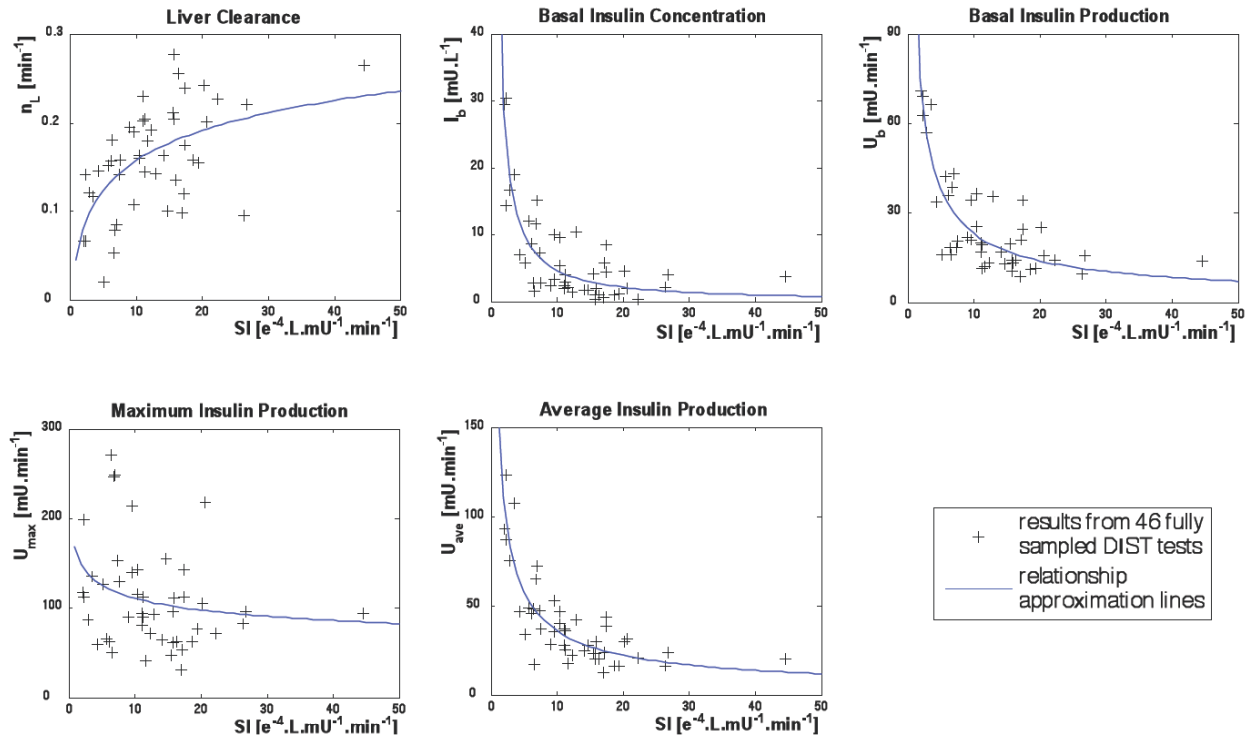 Liver Clearance
n_L [min⁻¹]
0.3
0.2
0.1
0
0 10 20 30 40 50
SI [e⁻⁴.L.mU⁻¹.min⁻¹]
Basal Insulin Concentration
I_b [mU.L⁻¹]
40
30
20
10
0
0 10 20 30 40 50
SI [e⁻⁴.L.mU⁻¹.min⁻¹]
Basal Insulin Production
U_b [mU.min⁻¹]
90
60
30
0
0 10 20 30 40 50
SI [e⁻⁴.L.mU⁻¹.min⁻¹]
Maximum Insulin Production
U_max [mU.min⁻¹]
300
200
100
0
0 10 20 30 40 50
SI [e⁻⁴.L.mU⁻¹.min⁻¹]
Average Insulin Production
U_ave [mU.min⁻¹]
150
100
50
0
0 10 20 30 40 50
SI [e⁻⁴.L.mU⁻¹.min⁻¹]
results from 46 fully
sampled DIST tests
relationship
approximation lines